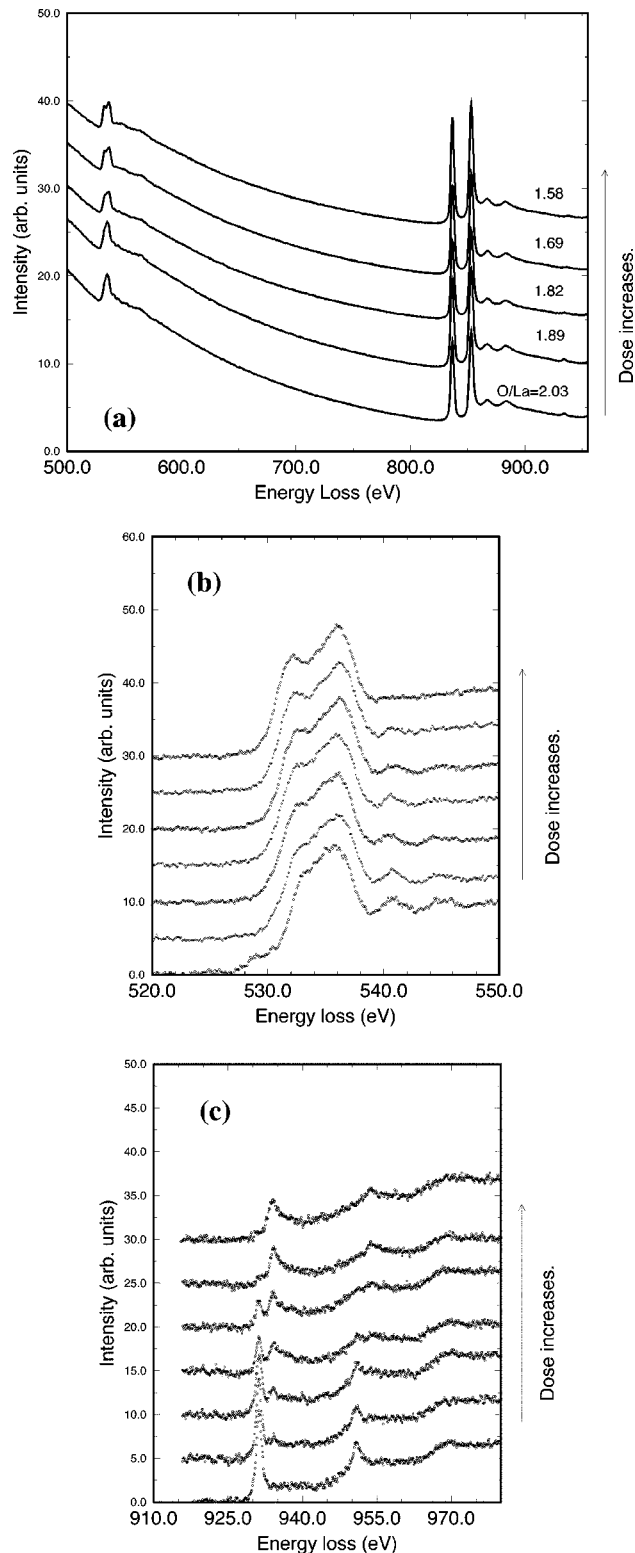 50.0
40.0
30.0
20.0
10.0
0.0
Intensity (arb. units)
1.58
1.69
1.82
1.89
O/La=2.03
(a)
Dose increases.
500.0 600.0 700.0 800.0 900.0
Energy Loss (eV)
60.0
50.0
40.0
30.0
20.0
10.0
0.0
Intensity (arb. units)
(b)
Dose increases.
520.0 530.0 540.0 550.0
Energy loss (eV)
50.0
45.0
40.0
35.0
30.0
25.0
20.0
15.0
10.0
5.0
0.0
Intensity (arb. units)
(c)
Dose increases.
910.0 925.0 940.0 955.0 970.0
Energy loss (eV)